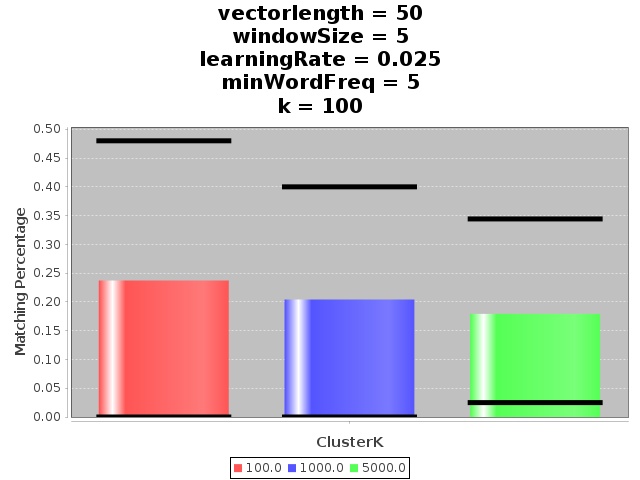 vectorlength = 50
windowSize = 5
learningRate = 0.025
minWordFreq = 5
k = 100
0.50
0.45
0.40
0.35
0.30
0.25
0.20
0.15
0.10
0.05
0.00
Matching Percentage
ClusterK
100.0 1000.0 5000.0